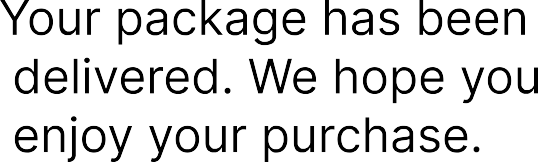 Your package has been
delivered. We hope you
enjoy your purchase.